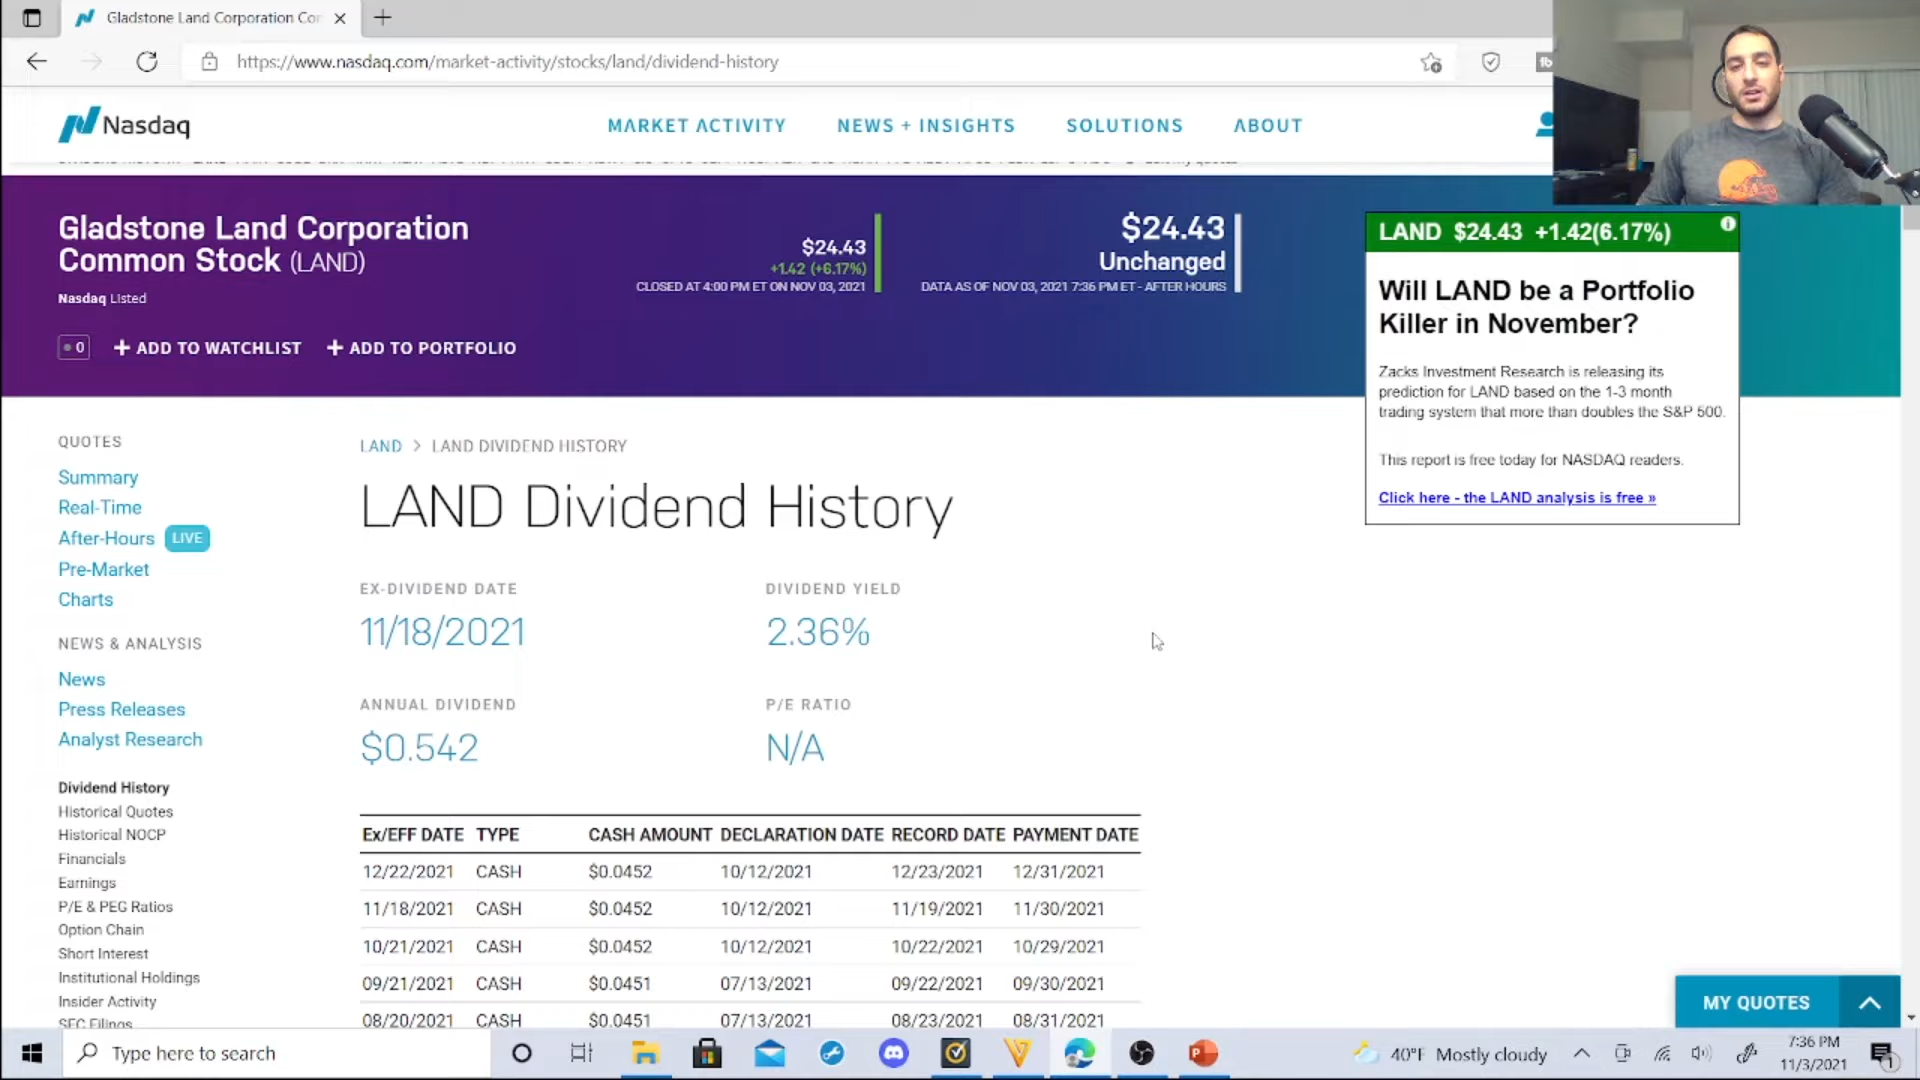 Gladstone Land Corporation Cor
https://www.nasdaq.com/market-activity/stocks/land/dividend-history
Nasdaq
MARKET ACTIVITY
NEWS + INSIGHTS
SOLUTIONS
ABOUT
Gladstone Land Corporation
Common Stock (LAND)
Nasdaq Listed
0
+ ADD TO WATCHLIST
+ ADD TO PORTFOLIO
$24.43
+1.42 (+6.17%)
CLOSED AT 4:00 PM ET ON NOV 03, 2021
$24.43
Unchanged
DATA AS OF NOV 03, 2021 7:36 PM ET - AFTER HOURS
LAND $24.43 +1.42(6.17%)
Will LAND be a Portfolio
Killer in November?
Zacks Investment Research is releasing its
prediction for LAND based on the 1-3 month
trading system that more than doubles the S&P 500.
This report is free today for NASDAQ readers.
Click here - the LAND analysis is free »
QUOTES
Summary
Real-Time
After-Hours LIVE
Pre-Market
Charts
NEWS & ANALYSIS
News
Press Releases
Analyst Research
Dividend History
Historical Quotes
Historical NOCP
Financials
Earnings
P/E & PEG Ratios
Option Chain
Short Interest
Institutional Holdings
Insider Activity
SEC Filings
LAND > LAND DIVIDEND HISTORY
LAND Dividend History
EX-DIVIDEND DATE
11/18/2021
DIVIDEND YIELD
2.36%
ANNUAL DIVIDEND
$0.542
P/E RATIO
N/A
Ex/EFF DATE TYPE CASH AMOUNT DECLARATION DATE RECORD DATE PAYMENT DATE
12/22/2021 CASH $0.0452 10/12/2021 12/23/2021 12/31/2021
11/18/2021 CASH $0.0452 10/12/2021 11/19/2021 11/30/2021
10/21/2021 CASH $0.0452 10/12/2021 10/22/2021 10/29/2021
09/21/2021 CASH $0.0451 07/13/2021 09/22/2021 09/30/2021
08/20/2021 CASH $0.0451 07/13/2021 08/23/2021 08/31/2021
MY QUOTES
Type here to search
40°F Mostly cloudy
7:36 PM
11/3/2021
1